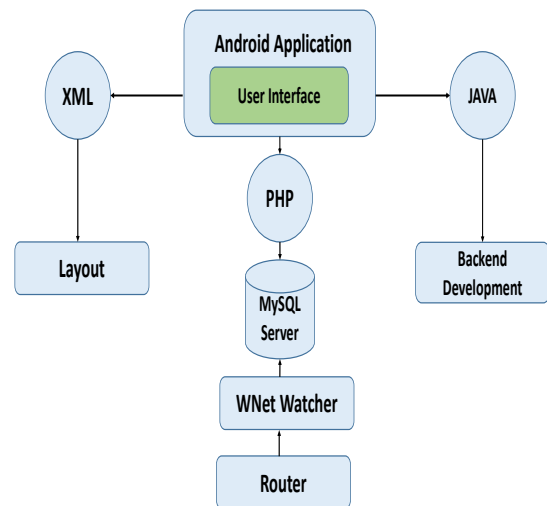 Android Application
User Interface
XML
JAVA
PHP
Layout
Backend
Development
MySQL
Server
WNet Watcher
Router